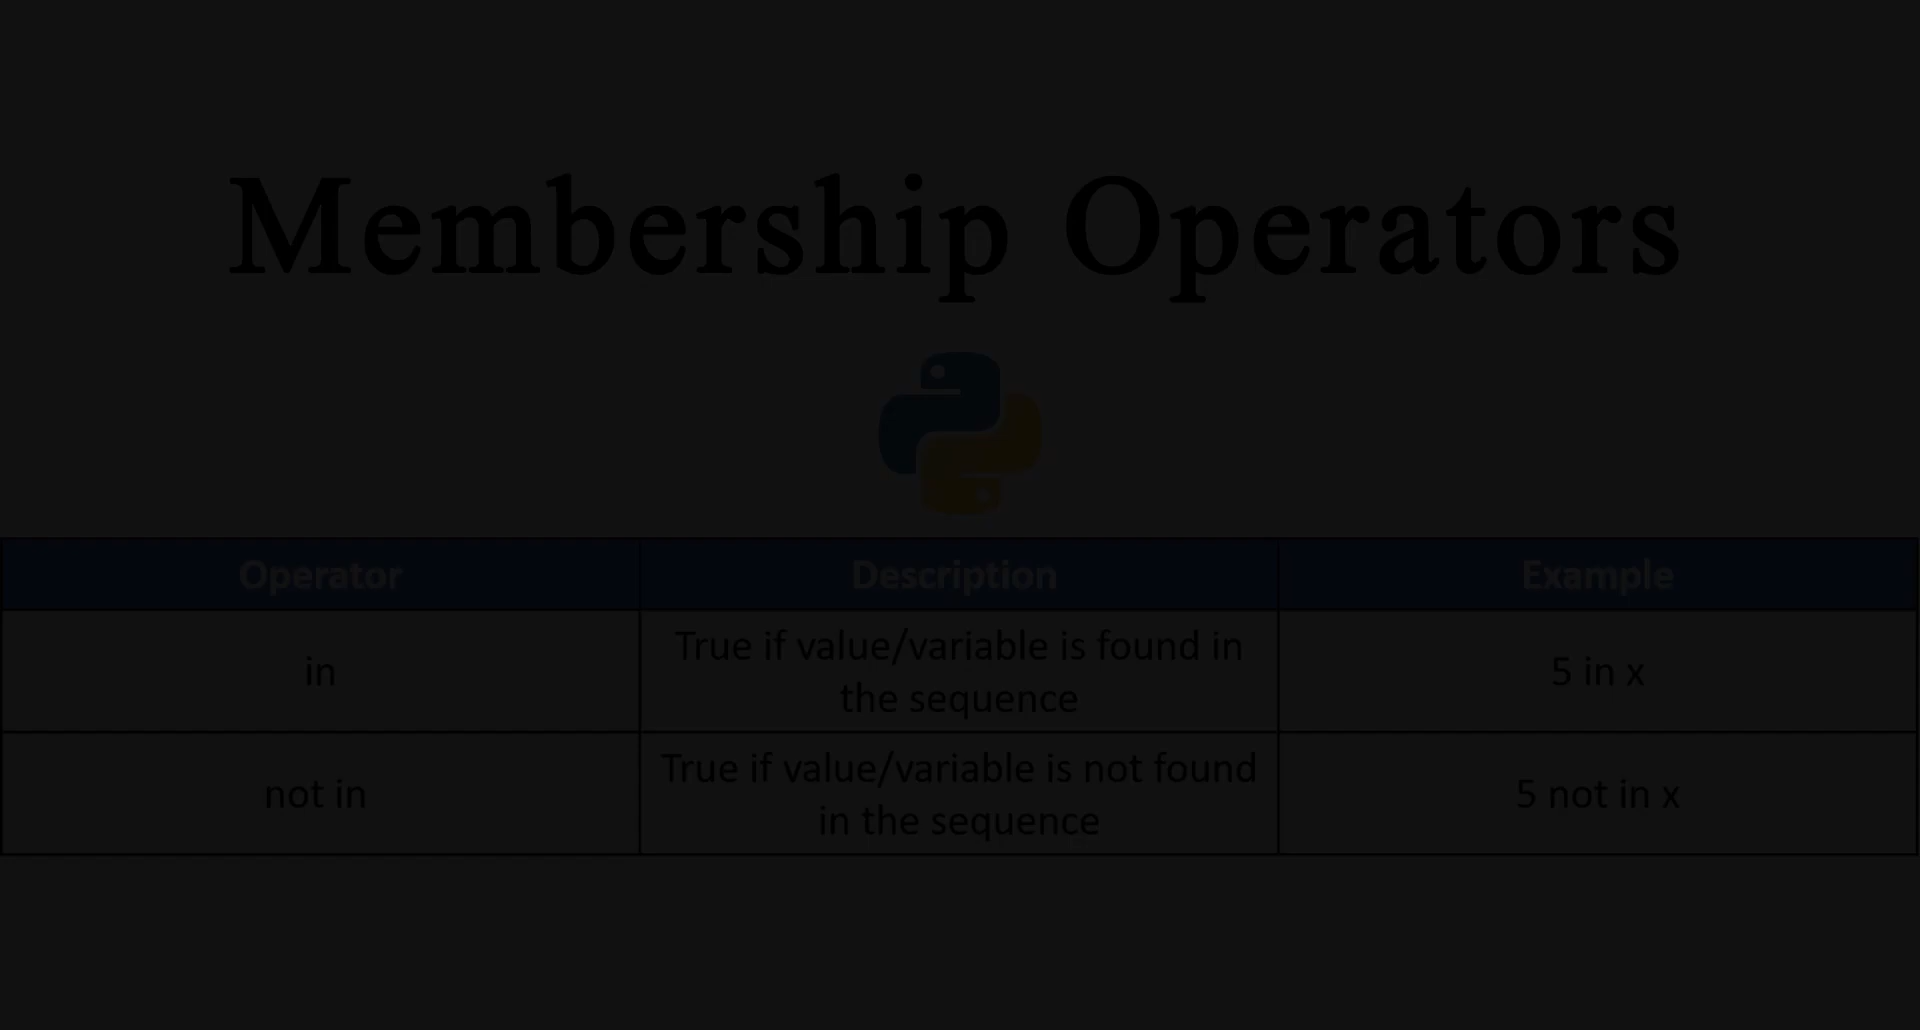 Membership Operators
Operator Description Example
in True if value/variable is found in the sequence 5 in x
not in True if value/variable is not found in the sequence 5 not in x